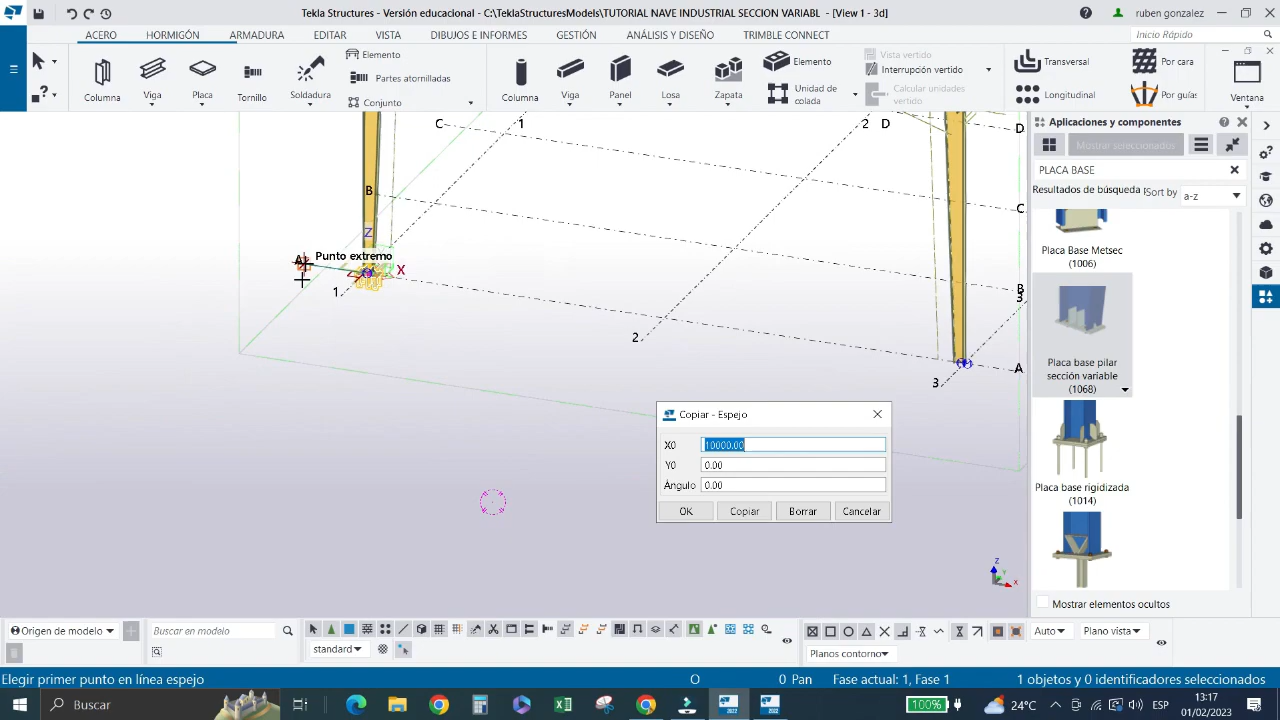 Tekla Structures - Versión educ
- C:\TeklaStructuresModels\TUTORIAL NAVE INDUSTRIAL SECCION VARIABL - [View 1 - 3d]
ruben gonzalez
ACERO HORMIGÓN ARMADURA EDITAR VISTA DIBUJOS E INFORMES GESTIÓN ANÁLISIS Y DISEÑO TRIMBLE CONNECT
Inicio Rápido
Columna
Viga
Placa
Tornillo
Soldadura
Elemento
Partes atornilladas
Conjunto
Columna
Viga
Panel
Losa
Zapata
Elemento
Unidad de colada
Vista vertido
Interrupción vertido
Calcular unidades vertido
Transversal
Longitudinal
Por cara
Por guías
Ventana
C
1
2
D
D
B
C
Z
A
Punto extremo
X
1
B
3
2
A
3
Copiar - Espejo
X0 10000.00
Y0 0.00
Ángulo 0.00
OK Copiar Borrar Cancelar
Z
X
Aplicaciones y componentes
Mostrar seleccionados
PLACA BASE
Resultados de búsqueda
Sort by a-z
Placa Base Metsec
(1006)
Placa base pilar
sección variable
(1068)
Placa base rigidizada
(1014)
Mostrar elementos ocultos
Origen de modelo
Buscar en modelo
standard
Auto
Plano vista
Planos contorno
Elegir primer punto en línea espejo
O
0 Pan
Fase actual: 1, Fase 1
1 objetos y 0 identificadores seleccionados
Buscar
2022
2022
100%
24°C
ESP
13:17
01/02/2023